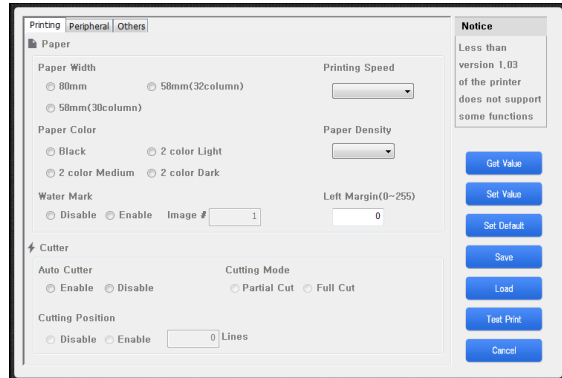 Printing Peripheral Others
Paper
Paper Width
Printing Speed
80mm 58mm(32column)
58mm(30column)
Paper Color
Paper Density
Black 2 color Light
2 color Medium 2 color Dark
Water Mark
Left Margin(0~255)
Disable Enable Image # 1
0
Cutter
Auto Cutter
Cutting Mode
Enable Disable
Partial Cut Full Cut
Cutting Position
Disable Enable 0 Lines
Notice
Less than
version 1.03
of the printer
does not support
some functions
Get Value
Set Value
Set Default
Save
Load
Test Print
Cancel